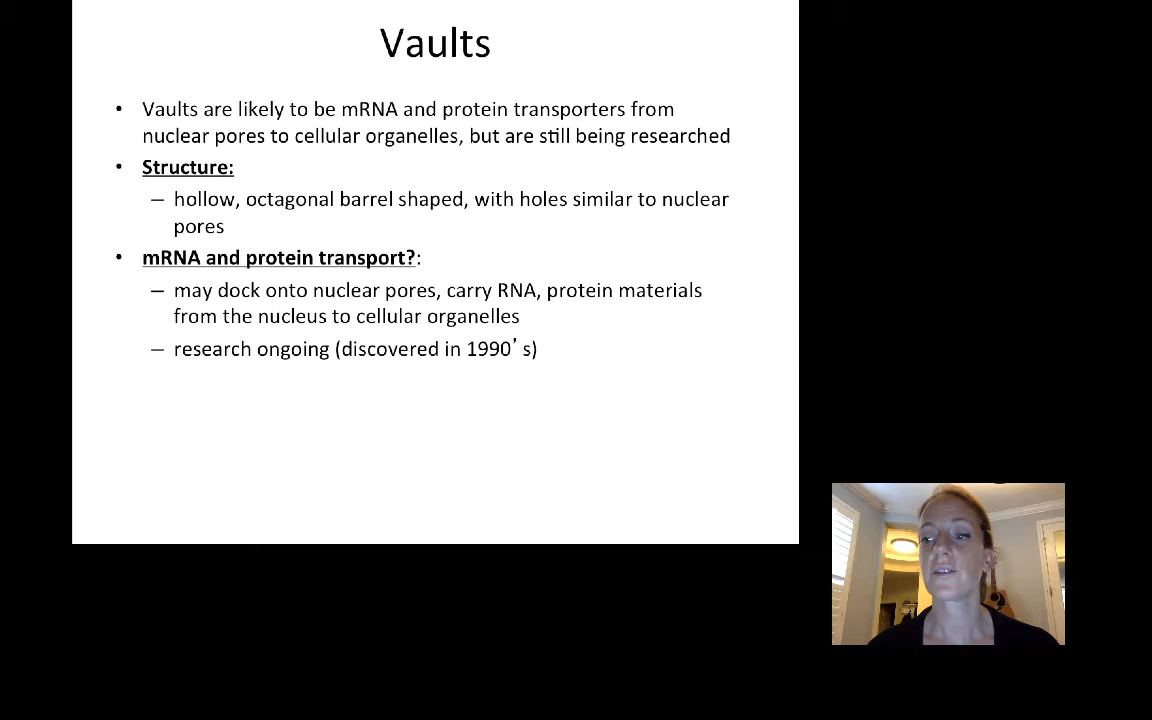 Vaults
• Vaults are likely to be mRNA and protein transporters from
nuclear pores to cellular organelles, but are still being researched
• Structure:
– hollow, octagonal barrel shaped, with holes similar to nuclear
pores
• mRNA and protein transport?:
– may dock onto nuclear pores, carry RNA, protein materials
from the nucleus to cellular organelles
– research ongoing (discovered in 1990’ s)